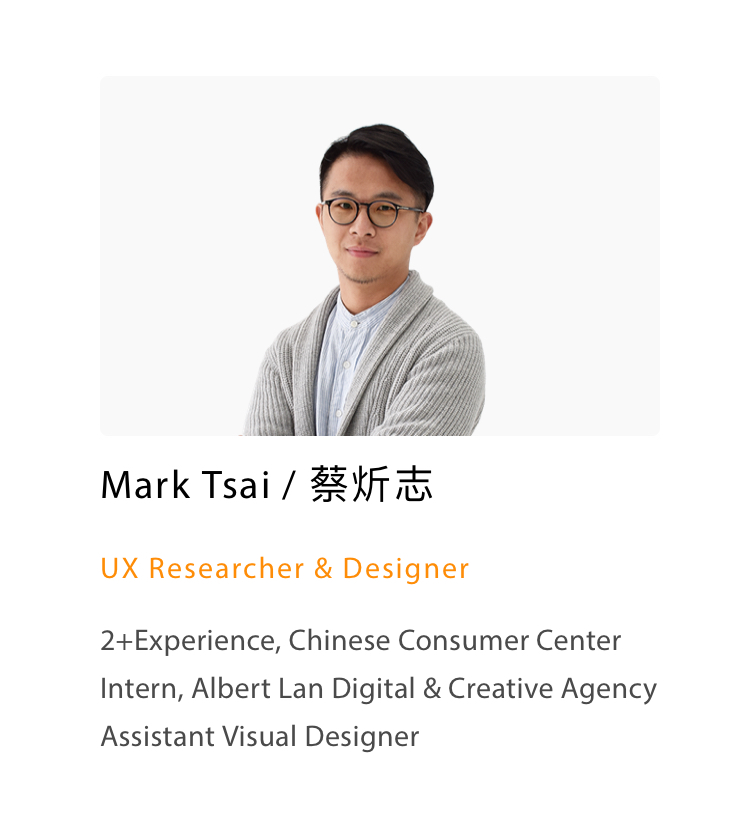 Mark Tsai / 蔡炘志
UX Researcher & Designer
2+Experience, Chinese Consumer Center
Intern, Albert Lan Digital & Creative Agency
Assistant Visual Designer